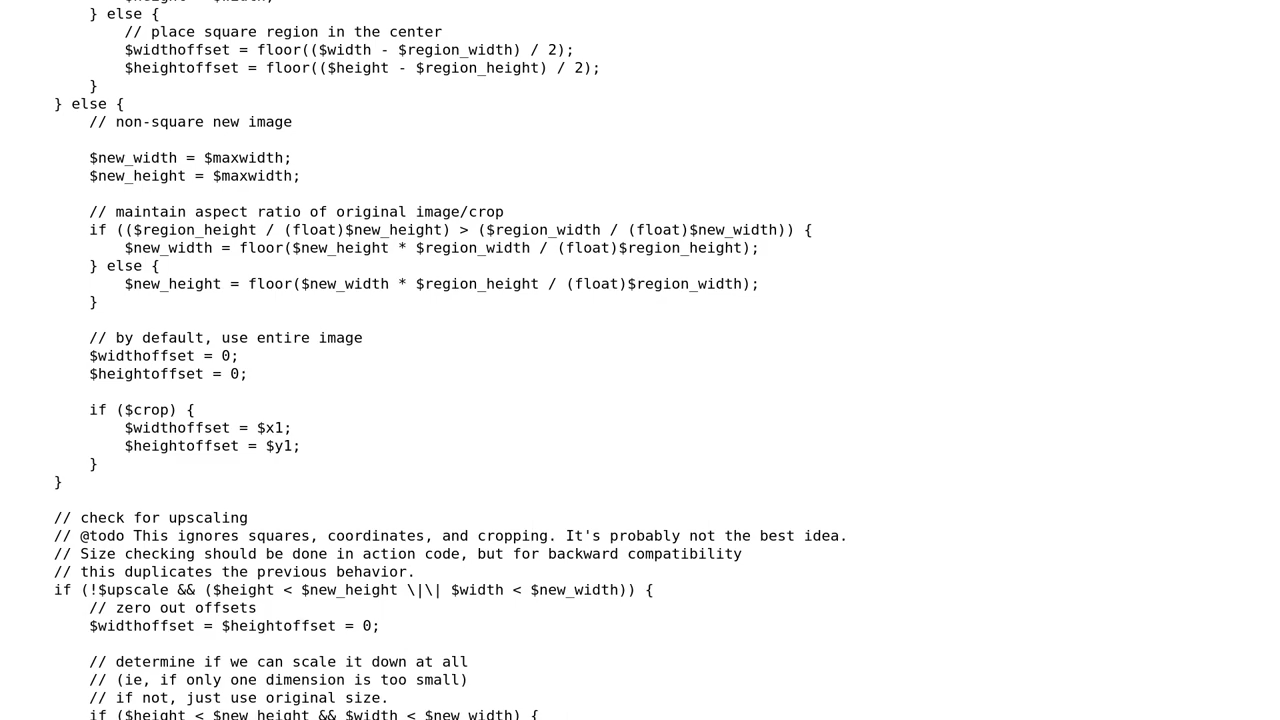 $height = $width;
} else {
// place square region in the center
$widthoffset = floor(($width - $region_width) / 2);
$heightoffset = floor(($height - $region_height) / 2);
}
} else {
// non-square new image
$new_width = $maxwidth;
$new_height = $maxwidth;
// maintain aspect ratio of original image/crop
if (($region_height / (float)$new_height) > ($region_width / (float)$new_width)) {
$new_width = floor($new_height * $region_width / (float)$region_height);
} else {
$new_height = floor($new_width * $region_height / (float)$region_width);
}
// by default, use entire image
$widthoffset = 0;
$heightoffset = 0;
if ($crop) {
$widthoffset = $x1;
$heightoffset = $y1;
}
}
// check for upscaling
// @todo This ignores squares, coordinates, and cropping. It's probably not the best idea.
// Size checking should be done in action code, but for backward compatibility
// this duplicates the previous behavior.
if (!$upscale && ($height < $new_height \|\| $width < $new_width)) {
// zero out offsets
$widthoffset = $heightoffset = 0;
// determine if we can scale it down at all
// (ie, if only one dimension is too small)
// if not, just use original size.
if ($height < $new_height && $width < $new_width) {